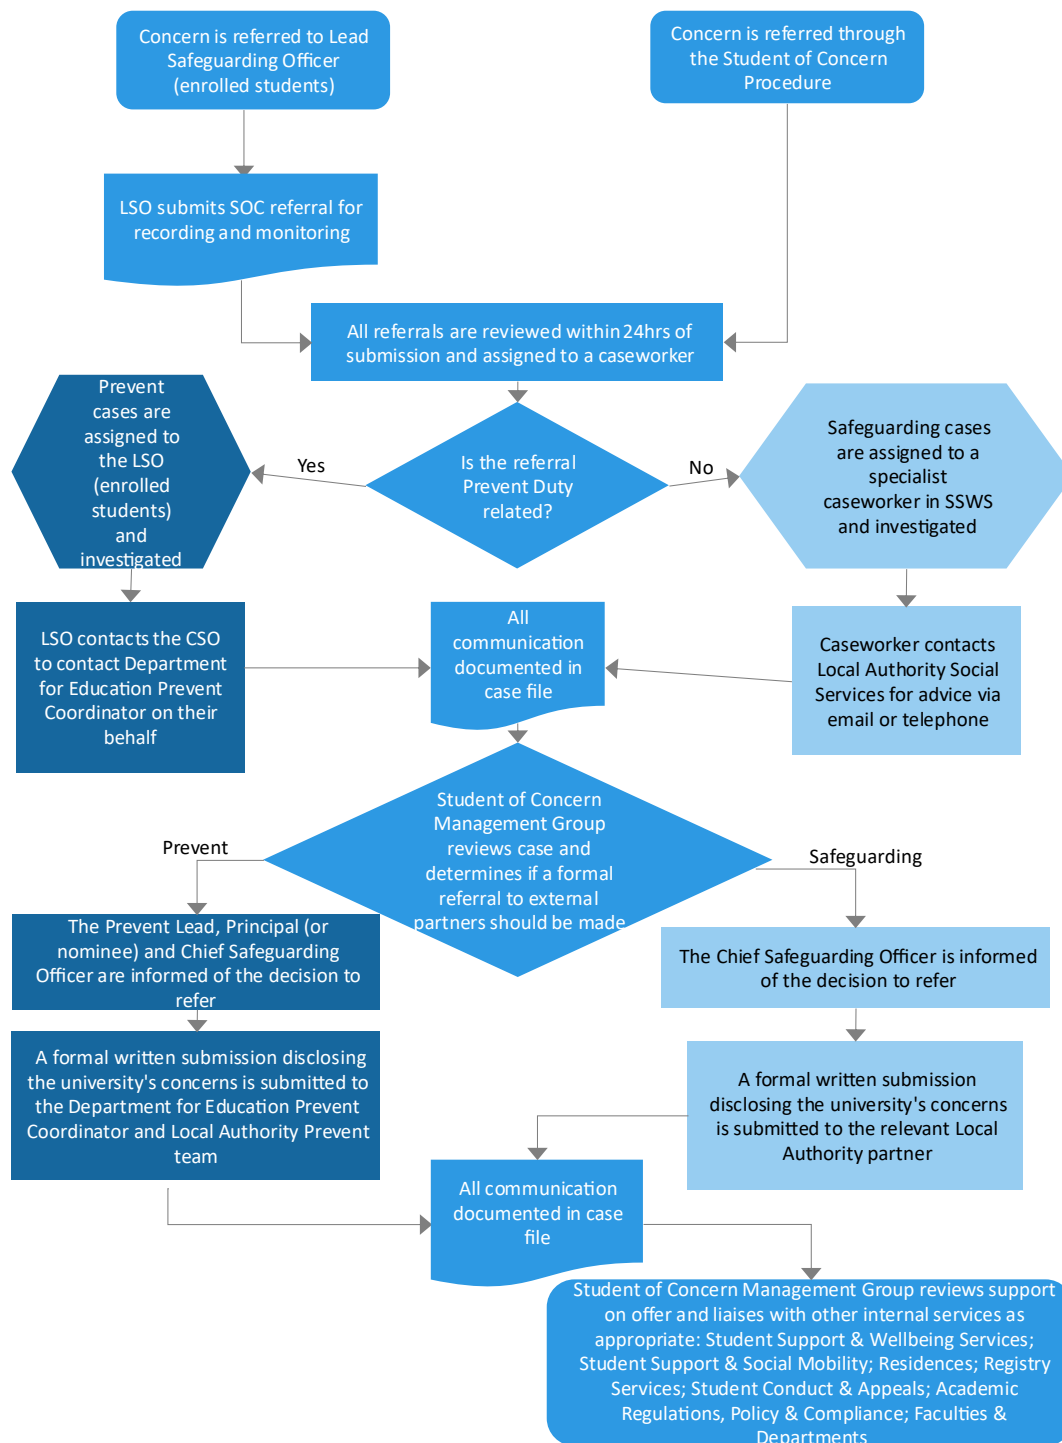 Concern is referred to Lead
Safeguarding Officer
(enrolled students)
Concern is referred through
the Student of Concern
Procedure
LSO submits SOC referral for
recording and monitoring
All referrals are reviewed within 24hrs of
submission and assigned to a caseworker
Prevent
cases are
assigned to
the LSO
(enrolled
students)
and
investigated
Yes
Is the referral
Prevent Duty
related?
No
Safeguarding cases
are assigned to a
specialist
caseworker in SSWS
and investigated
LSO contacts the CSO
to contact Department
for Education Prevent
Coordinator on their
behalf
All
communication
documented in
case file
Caseworker contacts
Local Authority Social
Services for advice via
email or telephone
Student of Concern
Management Group
reviews case and
determines if a formal
referral to external
partners should be made
Prevent
Safeguarding
The Prevent Lead, Principal (or
nominee) and Chief Safeguarding
Officer are informed of the decision to
refer
The Chief Safeguarding Officer is informed
of the decision to refer
A formal written submission disclosing
the university's concerns is submitted to
the Department for Education Prevent
Coordinator and Local Authority Prevent
team
A formal written submission
disclosing the university's concerns
is submitted to the relevant Local
Authority partner
All communication
documented in case
file
Student of Concern Management Group reviews support
on offer and liaises with other internal services as
appropriate: Student Support & Wellbeing Services;
Student Support & Social Mobility; Residences; Registry
Services; Student Conduct & Appeals; Academic
Regulations, Policy & Compliance; Faculties &
Departments